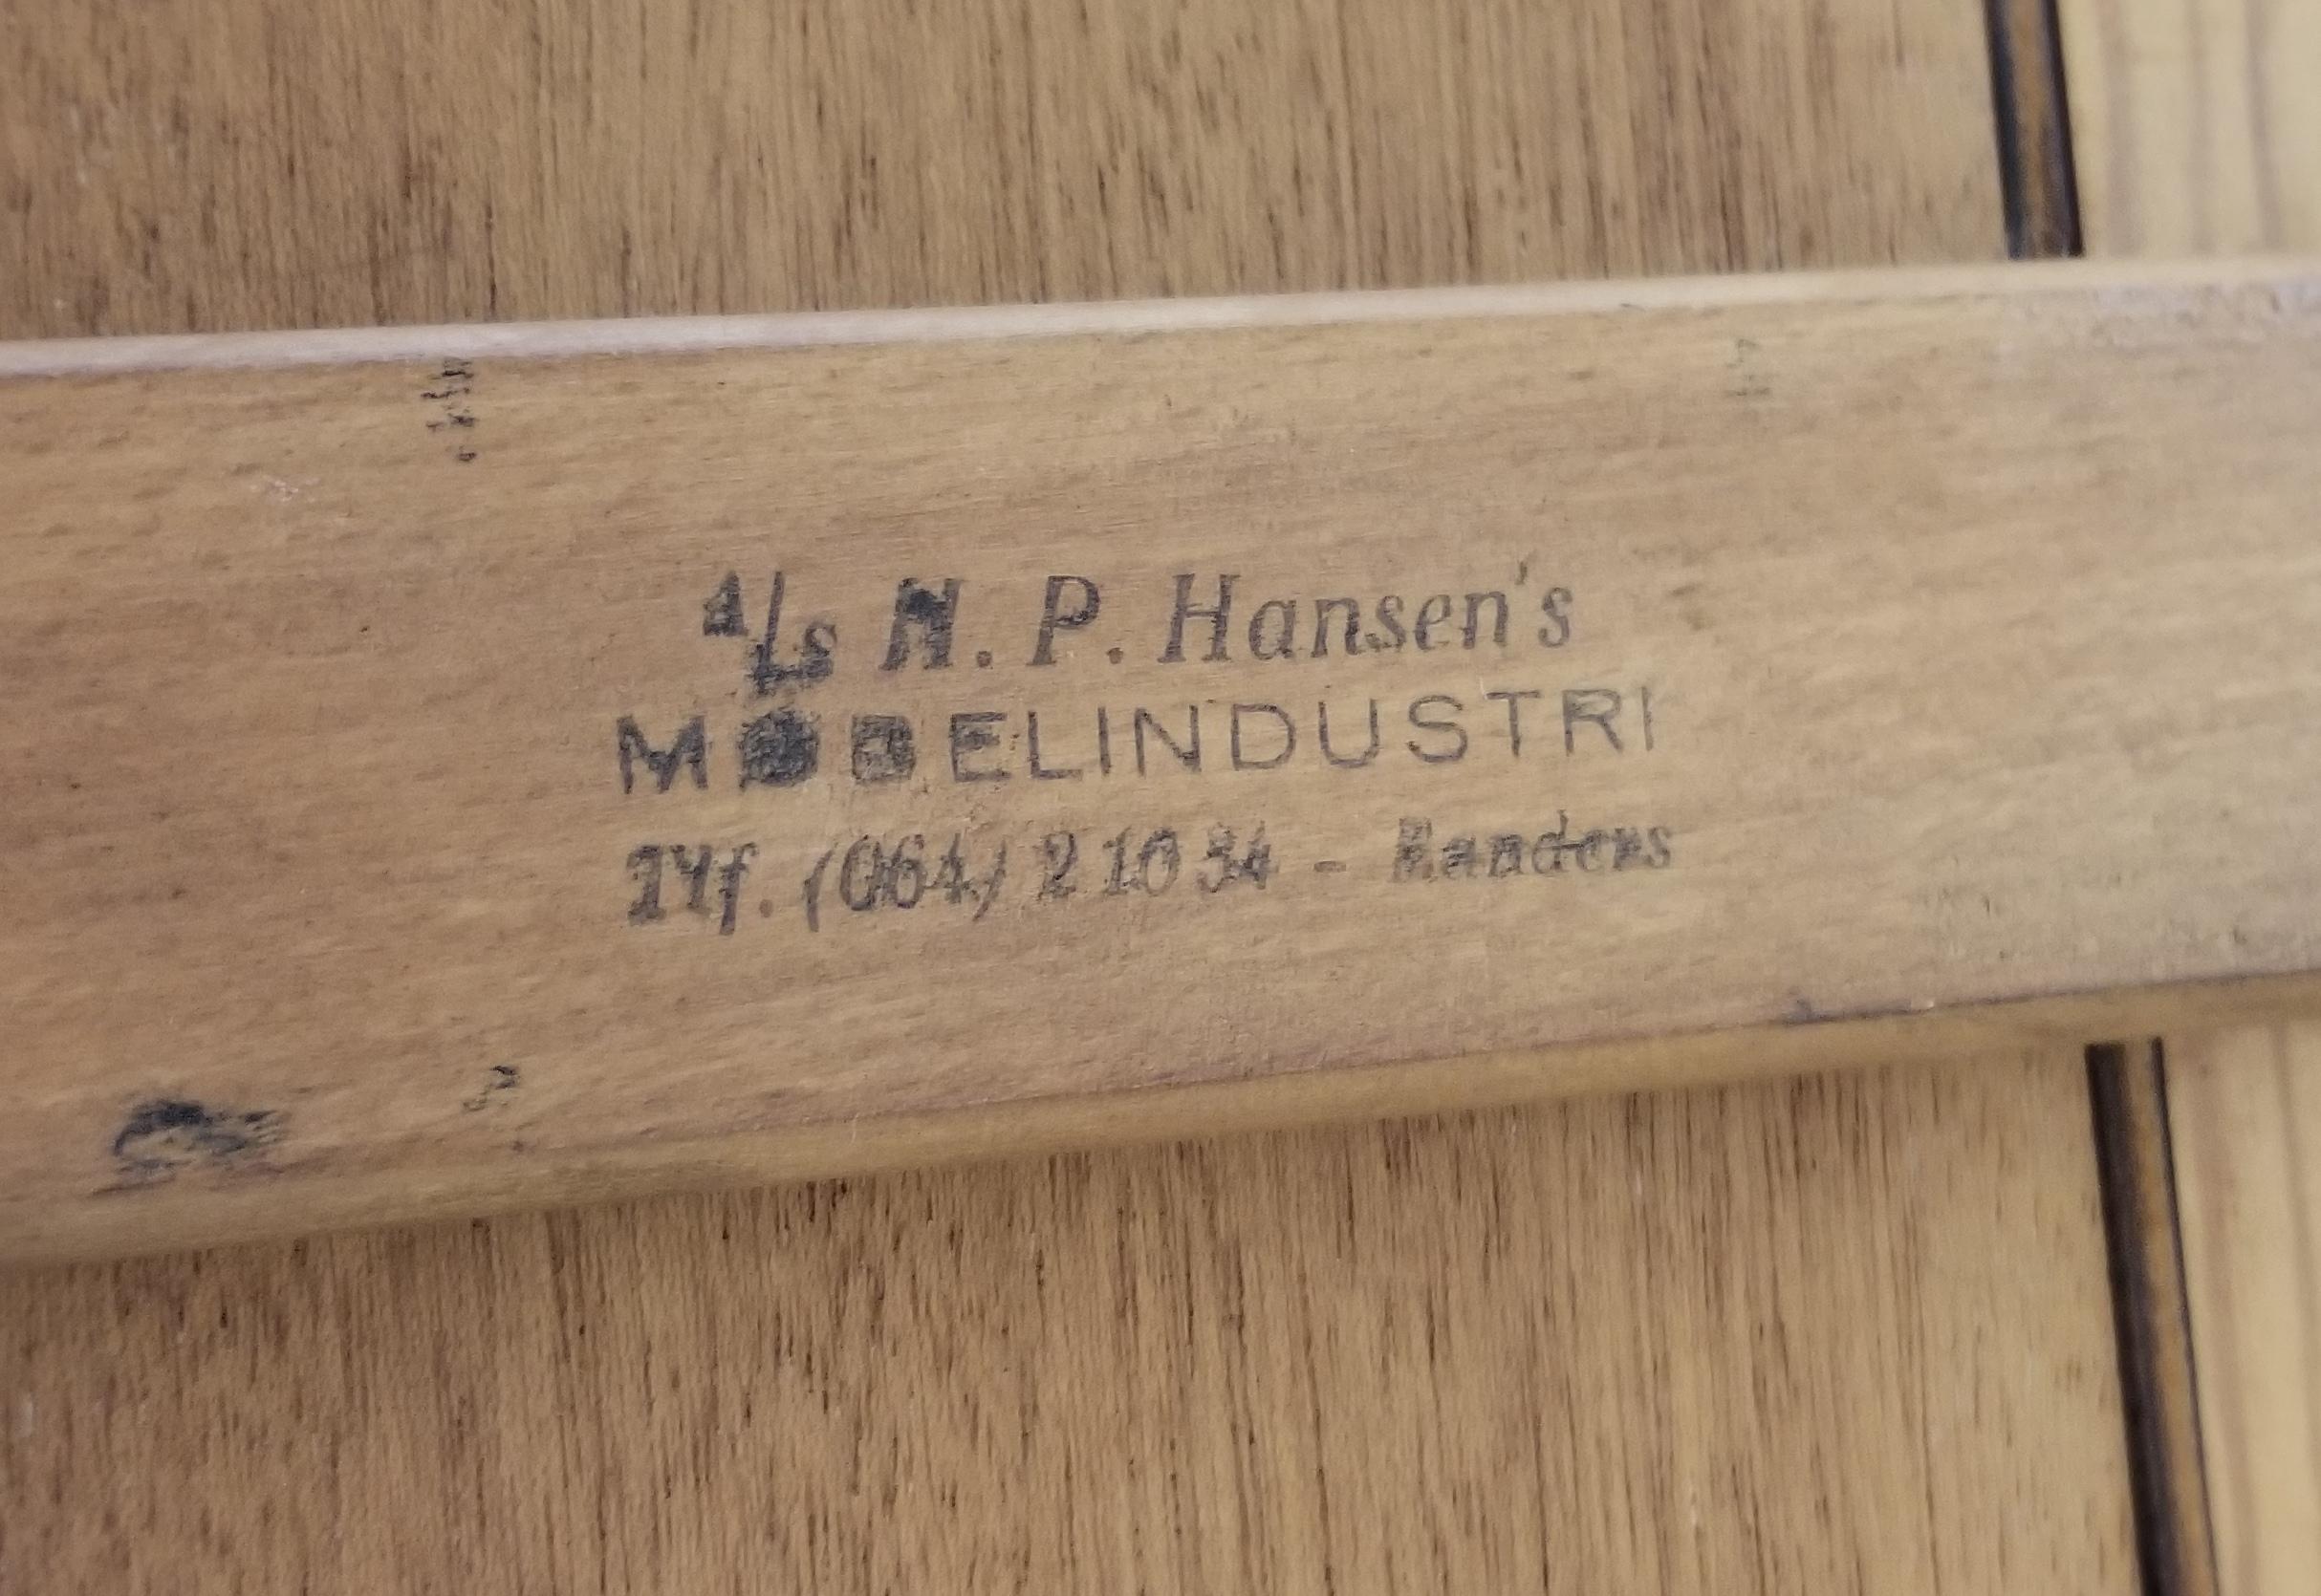 A/S N. P. Hansen's
MØBELINDUSTRI
Tlf. (064) 2 10 34 - Randers